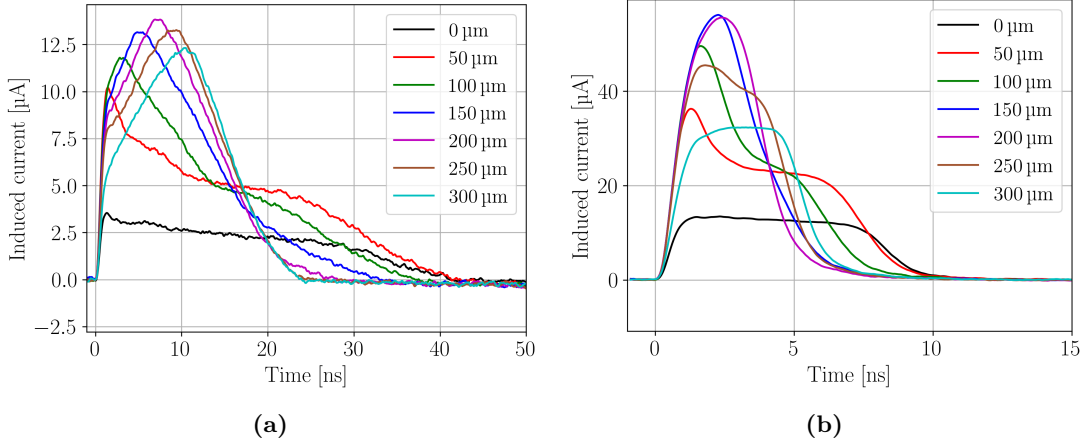 Induced current [µA]
12.5
10.0
7.5
5.0
2.5
0.0
−2.5
0 10 20 30 40 50
Time [ns]
0 µm
50 µm
100 µm
150 µm
200 µm
250 µm
300 µm
(a)
Induced current [µA]
40
20
0
0 5 10 15
Time [ns]
0 µm
50 µm
100 µm
150 µm
200 µm
250 µm
300 µm
(b)